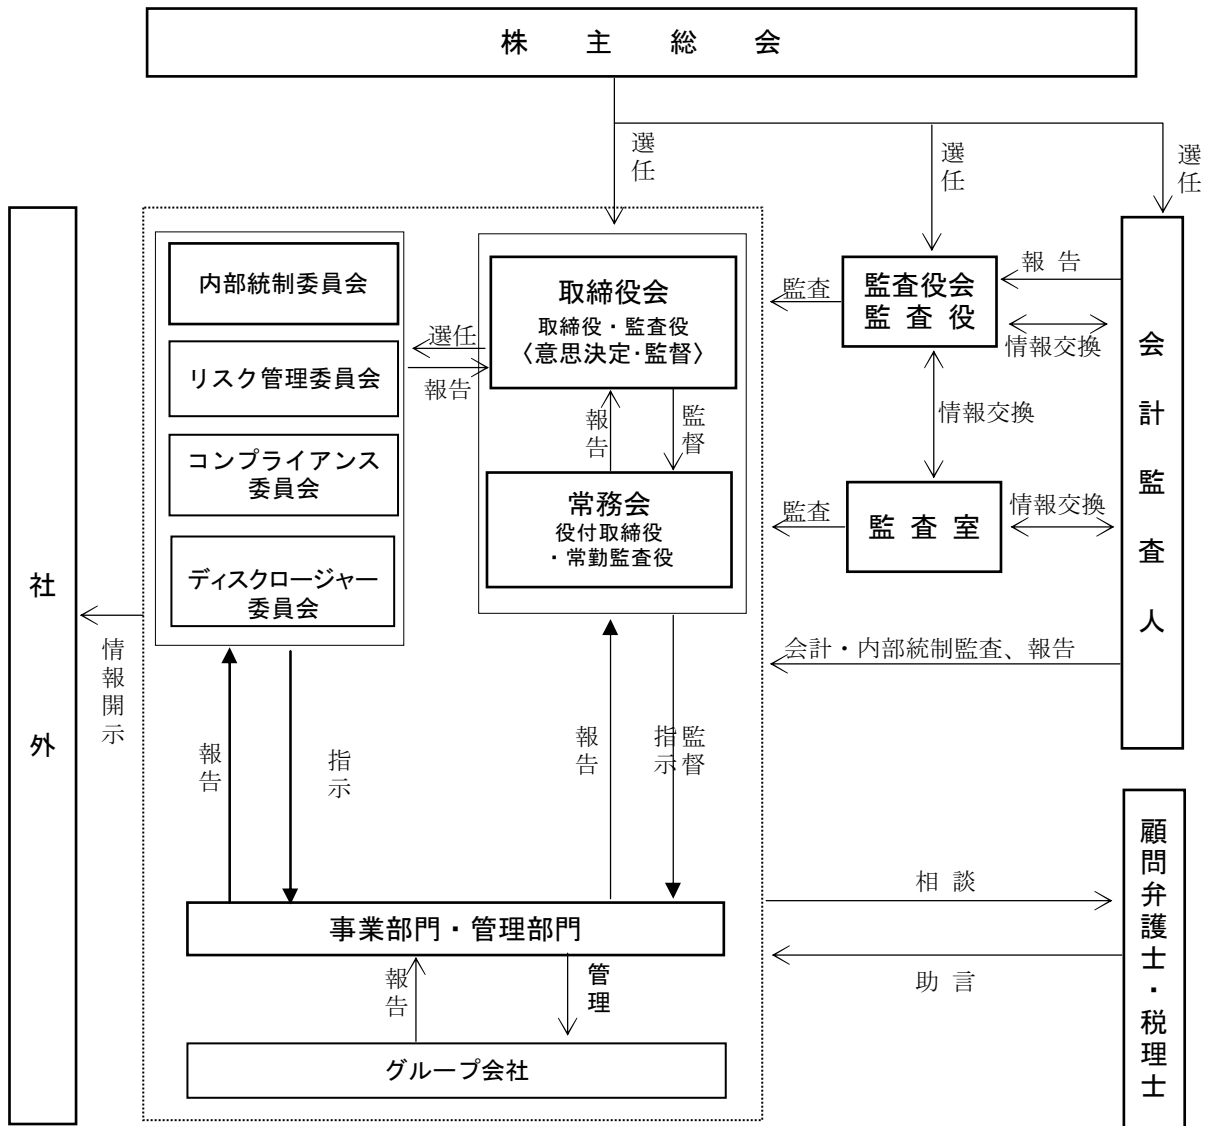 株主総会
選任
選任
選任
内部統制委員会
リスク管理委員会
コンプライアンス
委員会
ディスクロージャー
委員会
選任
報告
取締役会
取締役・監査役
〈意思決定・監督〉
報告
監督
常務会
役付取締役
・常勤監査役
監査
監査役会
監査役
報告
情報交換
情報交換
監査
監査室
情報交換
会計監査人
会計・内部統制監査、報告
社外
情報開示
報告
指示
報告
指示
監督
事業部門・管理部門
報告
管理
グループ会社
相談
助言
顧問弁護士・税理士